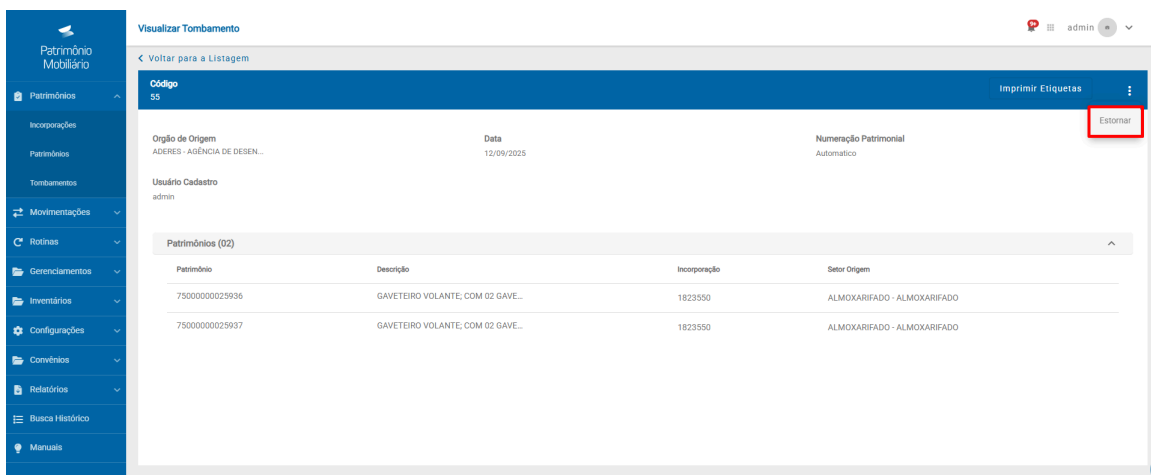 Patrimônio
Mobiliário
Patrimônios
Incorporações
Patrimônios
Tombamentos
Movimentações
Rotinas
Gerenciamentos
Inventários
Configurações
Convênios
Relatórios
Busca Histórico
Manuais
Visualizar Tombamento
9+
admin
Voltar para a Listagem
Código
55
Imprimir Etiquetas
Estornar
Orgão de Origem
ADERES - AGÊNCIA DE DESEN...
Data
12/09/2025
Numeração Patrimonial
Automatico
Usuário Cadastro
admin
Patrimônios (02)
Patrimônio Descrição Incorporação Setor Origem
75000000025936 GAVETEIRO VOLANTE; COM 02 GAVE... 1823550 ALMOXARIFADO - ALMOXARIFADO
75000000025937 GAVETEIRO VOLANTE; COM 02 GAVE... 1823550 ALMOXARIFADO - ALMOXARIFADO